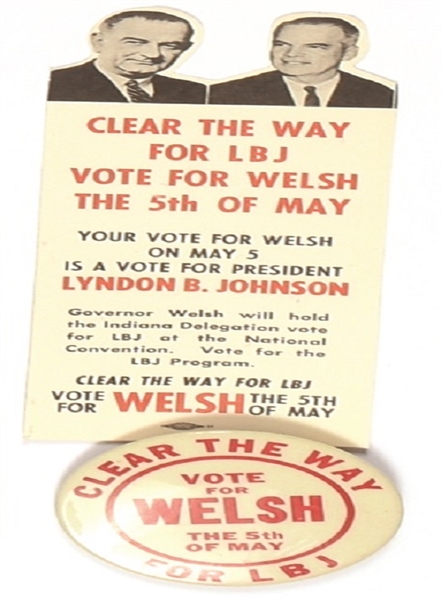 CLEAR THE WAY
FOR LBJ
VOTE FOR WELSH
THE 5th OF MAY
YOUR VOTE FOR WELSH
ON MAY 5
IS A VOTE FOR PRESIDENT
LYNDON B. JOHNSON
Governor Welsh will hold
the Indiana Delegation vote
for LBJ at the National
Convention. Vote for the
LBJ Program.
CLEAR THE WAY FOR LBJ
VOTE FOR WELSH THE 5TH OF MAY
CLEAR THE WAY
VOTE
FOR
WELSH
THE 5th
OF MAY
FOR LBJ